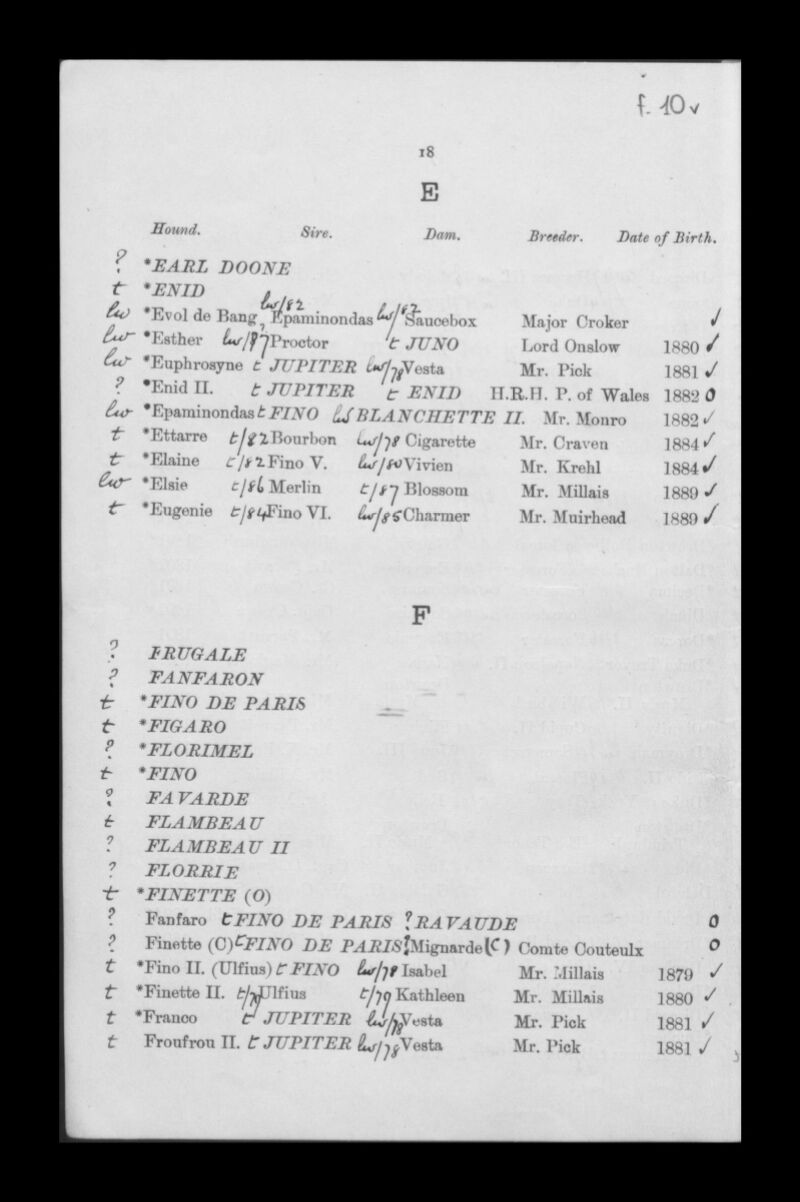 f. 10v
18
E
Hound. Sire. Dam. Breeder. Date of Birth.
? *EARL DOONE
t *ENID
lw *Evol de Bang, lw/82 Epaminondas lw/82 Saucebox Major Croker ✓
lw *Esther lw/87 Proctor t JUNO Lord Onslow 1880 ✓
lw *Euphrosyne t JUPITER lw/78 Vesta Mr. Pick 1881 ✓
? *Enid II. t JUPITER t ENID H.R.H. P. of Wales 1882 0
lw *Epaminondas t FINO lw BLANCHETTE II. Mr. Monro 1882 ✓
t *Ettarre t/82 Bourbon lw/78 Cigarette Mr. Craven 1884 ✓
t *Elaine t/82 Fino V. lw/80 Vivien Mr. Krehl 1884 ✓
lw *Elsie t/86 Merlin t/87 Blossom Mr. Millais 1889 ✓
t *Eugenie t/84 Fino VI. lw/85 Charmer Mr. Muirhead 1889 ✓
F
? FRUGALE
? FANFARON
t *FINO DE PARIS
t *FIGARO
? *FLORIMEL
t *FINO
? FAVARDE
t FLAMBEAU
? FLAMBEAU II
? FLORRIE
t *FINETTE (O)
? Fanfaro t FINO DE PARIS ? RAVAUDE 0
? Finette (C) t FINO DE PARIS ? Mignarde (C) Comte Couteulx 0
t *Fino II. (Ulfius) t FINO lw/78 Isabel Mr. Millais 1879 ✓
t *Finette II. t/79 Ulfius t/79 Kathleen Mr. Millais 1880 ✓
t *Franco t JUPITER lw/78 Vesta Mr. Pick 1881 ✓
t Froufrou II. t JUPITER lw/78 Vesta Mr. Pick 1881 ✓